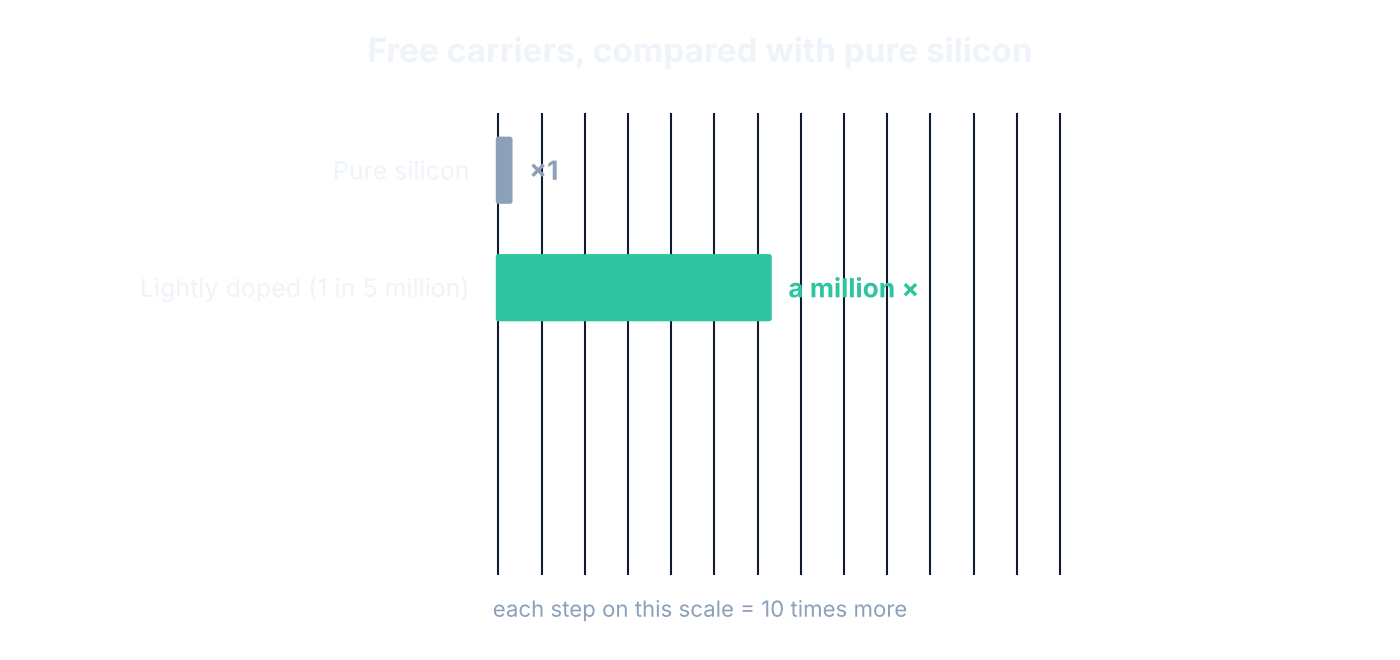 Free carriers, compared with pure silicon
Pure silicon
×1
Lightly doped (1 in 5 million)
a million ×
each step on this scale = 10 times more